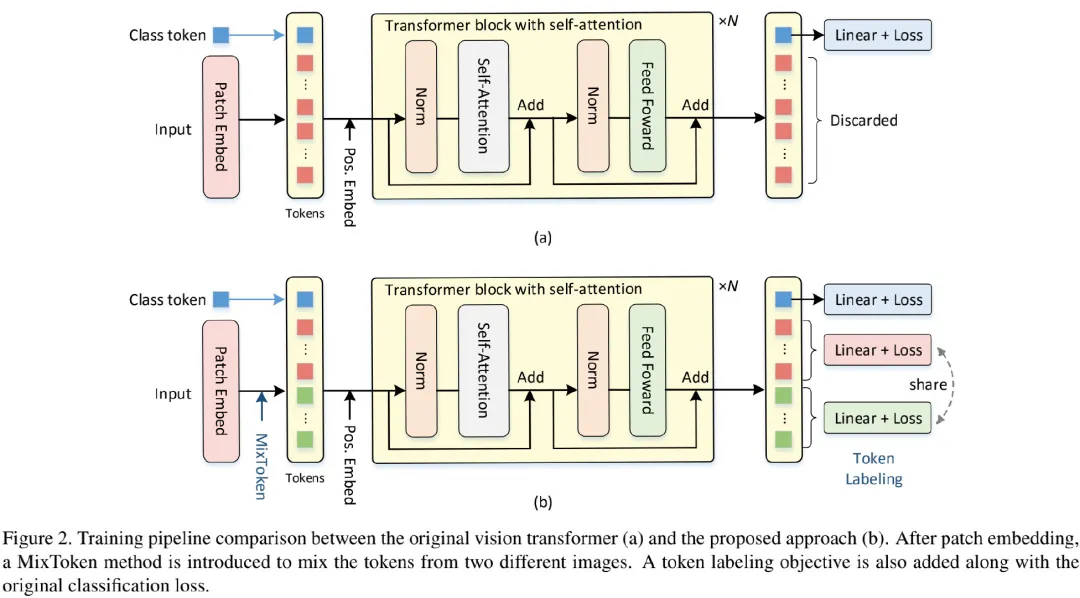 Class token
Input
Patch Embed
Tokens
Pos. Embed
Transformer block with self-attention
×N
Norm
Self-Attention
Add
Norm
Feed Foward
Add
Linear + Loss
Discarded
(a)
Class token
Input
Patch Embed
MixToken
Tokens
Pos. Embed
Transformer block with self-attention
×N
Norm
Self-Attention
Add
Norm
Feed Foward
Add
Linear + Loss
Linear + Loss
share
Linear + Loss
Token
Labeling
(b)
Figure 2. Training pipeline comparison between the original vision transformer (a) and the proposed approach (b). After patch embedding,
a MixToken method is introduced to mix the tokens from two different images. A token labeling objective is also added along with the
original classification loss.